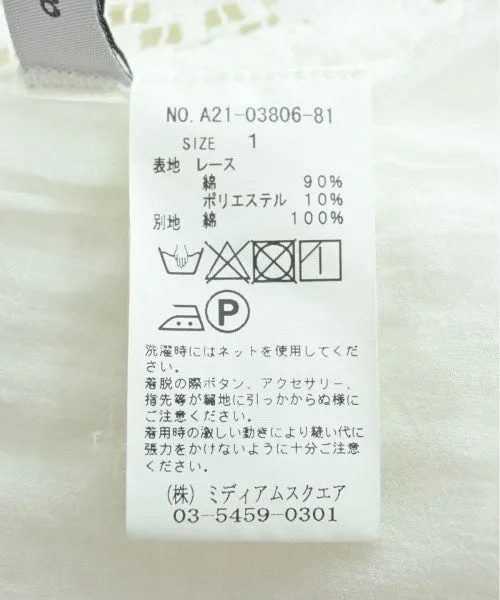 NO. A21-03806-81
SIZE 1
表地 レース
綿 90%
ポリエステル 10%
別地 綿 100%
P
洗濯時にはネットを使用してくだ
さい。
着脱の際ボタン、アクセサリー、
指先等が編地に引っかからぬ様に
ご注意ください。
着用時の激しい動きにより縫い代に
張力をかけないように十分ご注意
ください。
(株) ミディアムスクエア
03-5459-0301